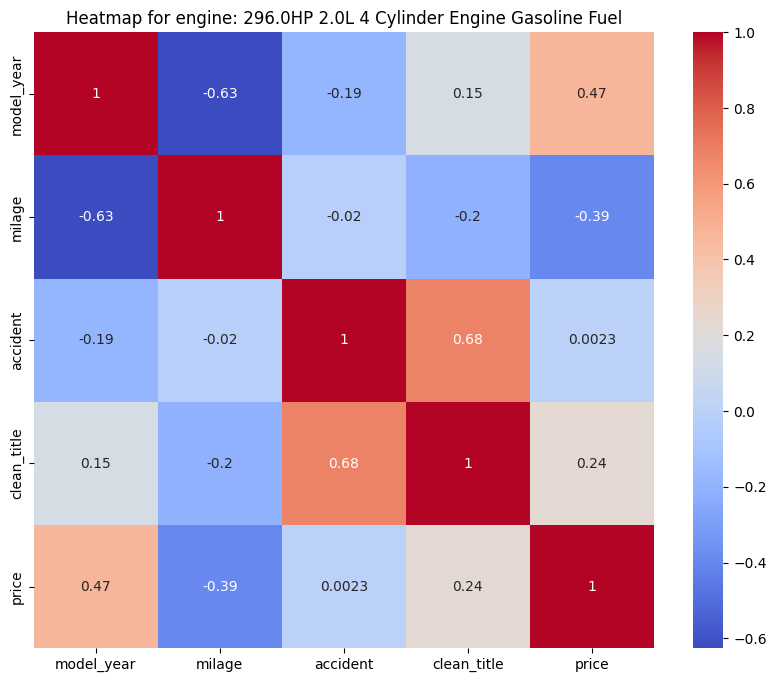 Heatmap for engine: 296.0HP 2.0L 4 Cylinder Engine Gasoline Fuel
model_year 1 -0.63 -0.19 0.15 0.47
milage -0.63 1 -0.02 -0.2 -0.39
accident -0.19 -0.02 1 0.68 0.0023
clean_title 0.15 -0.2 0.68 1 0.24
price 0.47 -0.39 0.0023 0.24 1
model_year milage accident clean_title price
1.0
0.8
0.6
0.4
0.2
0.0
−0.2
−0.4
−0.6